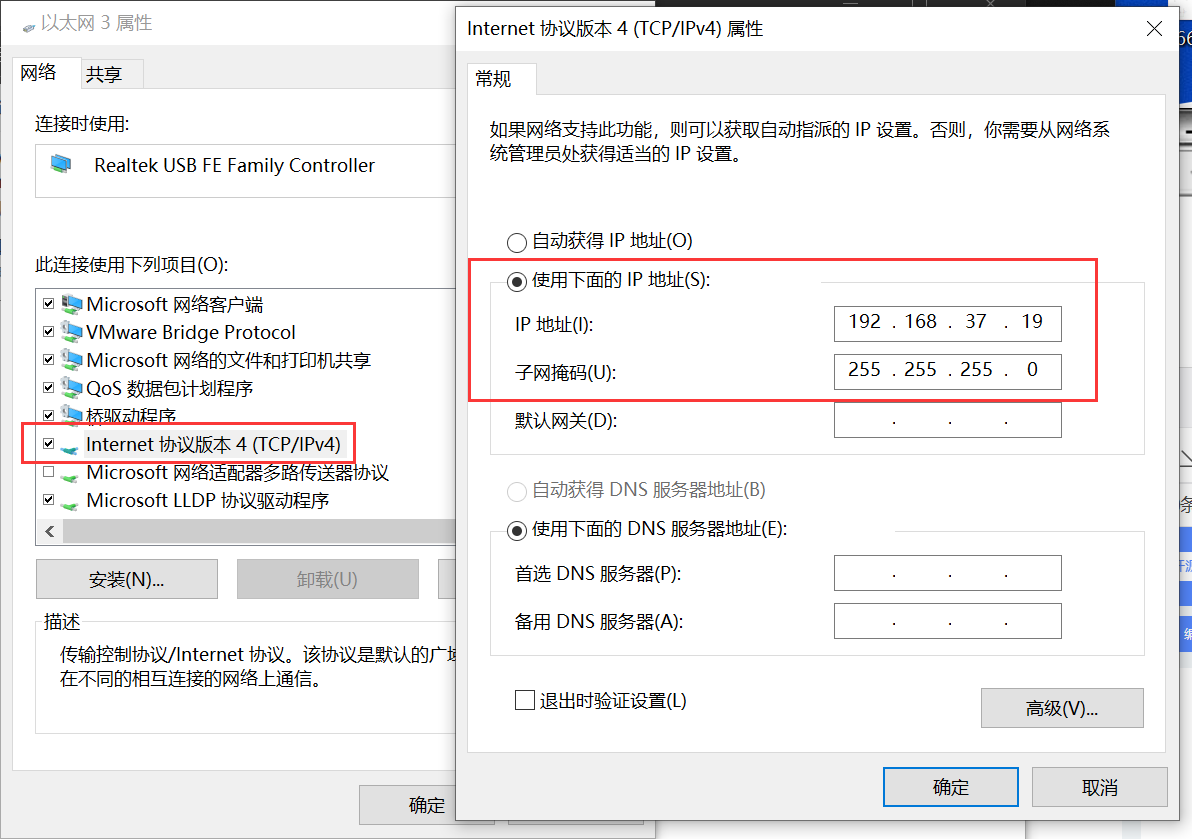 以太网 3 属性
网络
共享
连接时使用:
Realtek USB FE Family Controller
此连接使用下列项目(O):
Microsoft 网络客户端
VMware Bridge Protocol
Microsoft 网络的文件和打印机共享
QoS 数据包计划程序
桥驱动程序
Internet 协议版本 4 (TCP/IPv4)
Microsoft 网络适配器多路传送器协议
Microsoft LLDP 协议驱动程序
安装(N)...
卸载(U)
描述
传输控制协议/Internet 协议。该协议是默认的广域
在不同的相互连接的网络上通信。
确定
Internet 协议版本 4 (TCP/IPv4) 属性
常规
如果网络支持此功能，则可以获取自动指派的 IP 设置。否则，你需要从网络系
统管理员处获得适当的 IP 设置。
自动获得 IP 地址(O)
使用下面的 IP 地址(S):
IP 地址(I):
192 . 168 . 37 . 19
子网掩码(U):
255 . 255 . 255 . 0
默认网关(D):
. . .
自动获得 DNS 服务器地址(B)
使用下面的 DNS 服务器地址(E):
首选 DNS 服务器(P):
. . .
备用 DNS 服务器(A):
. . .
退出时验证设置(L)
高级(V)...
确定
取消